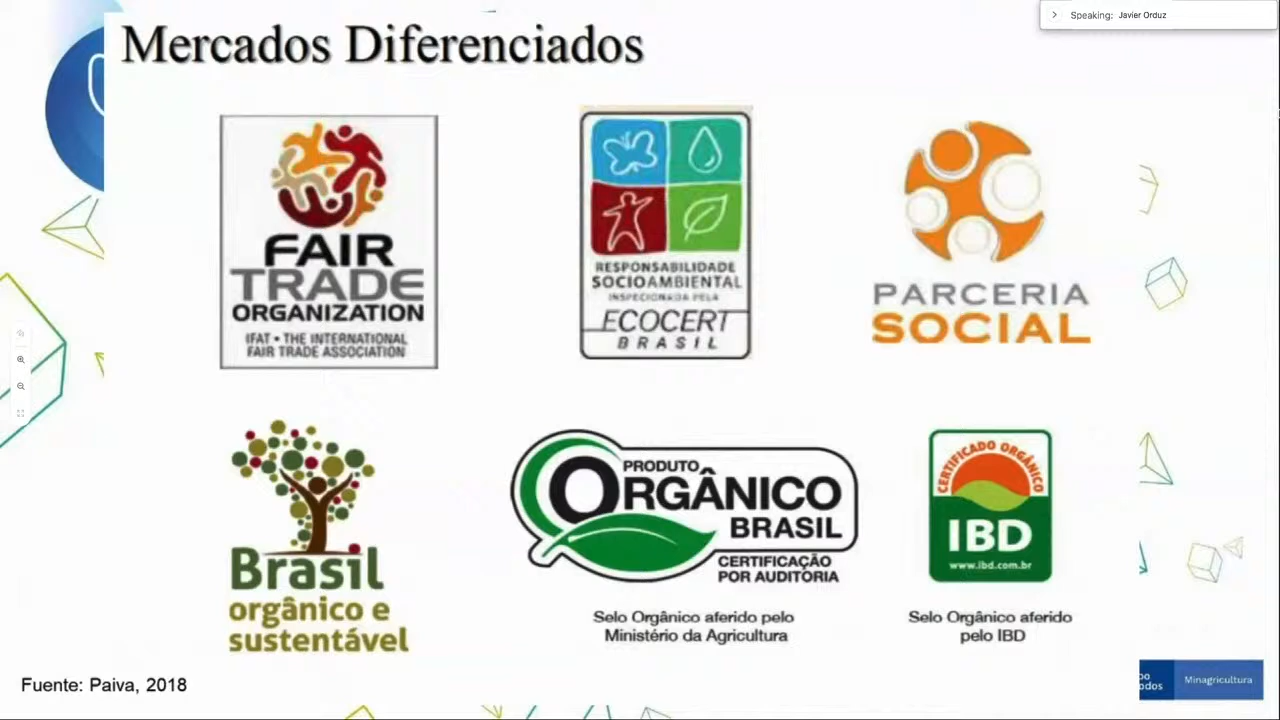 Speaking: Javier Orduz
Mercados Diferenciados
FAIR
TRADE
ORGANIZATION
IFAT • THE INTERNATIONAL
FAIR TRADE ASSOCIATION
RESPONSABILIDADE
SOCIOAMBIENTAL
INSPECIONADA PELA
ECOCERT
BRASIL
PARCERIA
SOCIAL
Brasil
orgânico e
sustentável
PRODUTO
ORGÂNICO
BRASIL
CERTIFICAÇÃO
POR AUDITORIA
Selo Orgânico aferido pelo
Ministério da Agricultura
CERTIFICADO ORGÂNICO
IBD
www.ibd.com.br
Selo Orgânico aferido
pelo IBD
Fuente: Paiva, 2018
Minagricultura